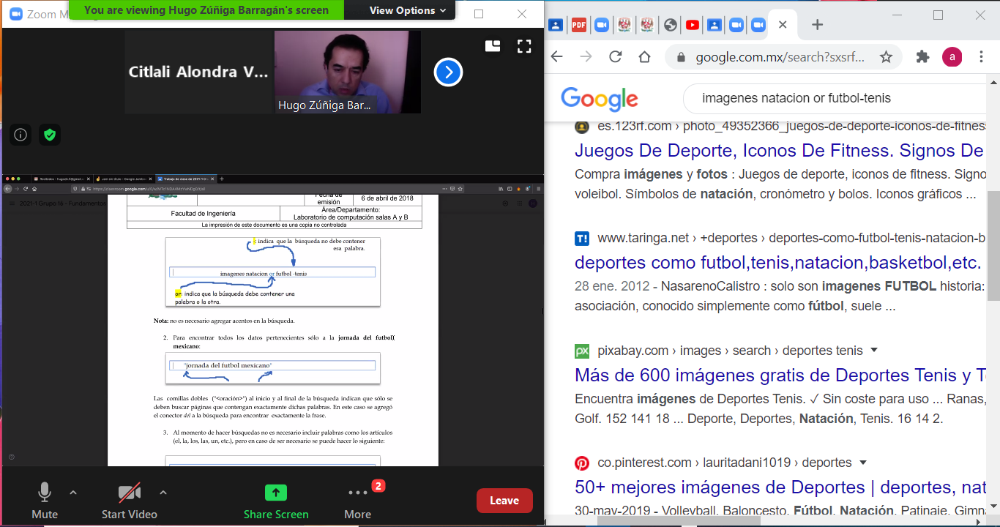 Zoom M
You are viewing Hugo Zúñiga Barragán's screen
View Options
Citlali Alondra V...
Hugo Zúñiga Bar...
2021-1 Grupo 16 - Fundamentos
Fecha de
emisión
6 de abril de 2018
Facultad de Ingeniería
Área/Departamento:
Laboratorio de computación salas A y B
La impresión de este documento es una copia no controlada
-: indica que la búsqueda no debe contener
esa palabra.
imagenes natacion or futbol -tenis
or: indica que la búsqueda debe contener una
palabra o la otra.
Nota: no es necesario agregar acentos en la búsqueda.
2. Para encontrar todos los datos pertenecientes sólo a la jornada del futbol
mexicano:
"jornada del futbol mexicano"
Las comillas dobles ("<oración>") al inicio y al final de la búsqueda indican que sólo se
deben buscar páginas que contengan exactamente dichas palabras. En este caso se agregó
el conector del a la búsqueda para encontrar exactamente la frase.
3. Al momento de hacer búsquedas no es necesario incluir palabras como los artículos
(el, la, los, las, un, etc.), pero en caso de ser necesario se puede hacer lo siguiente:
Mute
Start Video
Share Screen
2
More
Leave
PDF
google.com.mx/search?sxsrf...
a
Google
imagenes natacion or futbol-tenis
es.123rf.com › photo_49352366_juegos-de-deporte-iconos-de-fitness
Juegos De Deporte, Iconos De Fitness. Signos De
Compra imágenes y fotos : Juegos de deporte, iconos de fitness. Signo
voleibol. Símbolos de natación, cronómetro y bolos. Iconos gráficos ...
T!
www.taringa.net › +deportes › deportes-como-futbol-tenis-natacion-b
deportes como futbol,tenis,natacion,basketbol,etc.
28 ene. 2012 - NasarenoCalistro : solo son imagenes FUTBOL historia:
asociación, conocido simplemente como fútbol, suele ...
px
pixabay.com › images › search › deportes tenis
Más de 600 imágenes gratis de Deportes Tenis y T
Encuentra imágenes de Deportes Tenis. ✓ Sin coste para uso ... Ranas,
Golf. 152 141 18 ... Deporte, Deportes, Natación, Tenis. 16 14 2.
co.pinterest.com › lauritadani1019 › deportes
50+ mejores imágenes de Deportes | deportes, nat
30-may-2019 - Volleyball, Baloncesto, Fútbol, Natación, Patinaje, Gimna